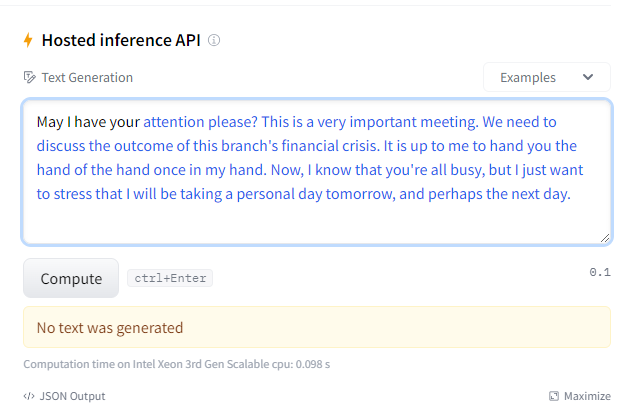 Hosted inference API
Text Generation
Examples
May I have your attention please? This is a very important meeting. We need to
discuss the outcome of this branch's financial crisis. It is up to me to hand you the
hand of the hand once in my hand. Now, I know that you're all busy, but I just want
to stress that I will be taking a personal day tomorrow, and perhaps the next day.
Compute
ctrl+Enter
0.1
No text was generated
Computation time on Intel Xeon 3rd Gen Scalable cpu: 0.098 s
</> JSON Output
Maximize